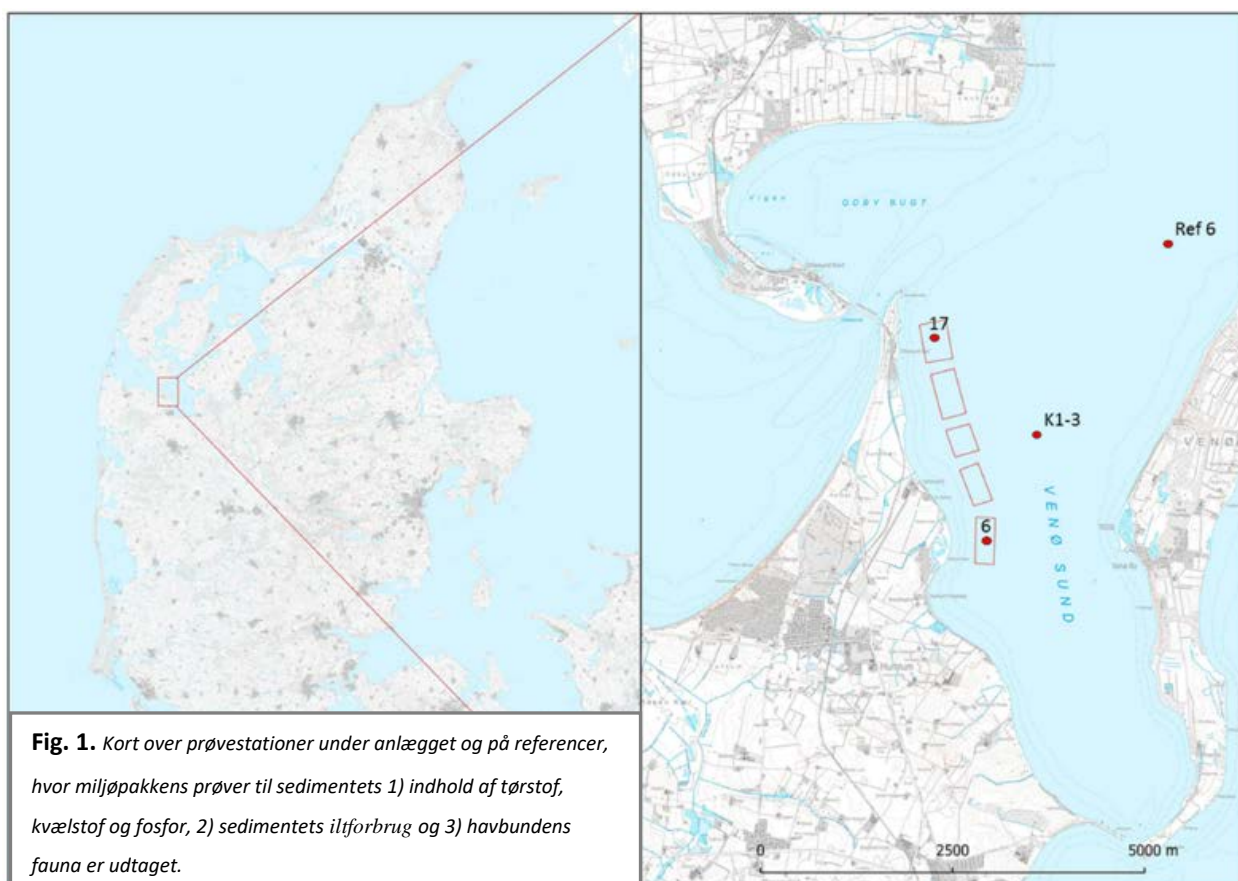 Ref 6
17
K1-3
6
ODBY BUGT
VENØ SUND
VENØ
0 2500 5000 m
Fig. 1. Kort over prøvestationer under anlægget og på referencer,
hvor miljøpakkens prøver til sedimentets 1) indhold af tørstof,
kvælstof og fosfor, 2) sedimentets iltforbrug og 3) havbundens
fauna er udtaget.